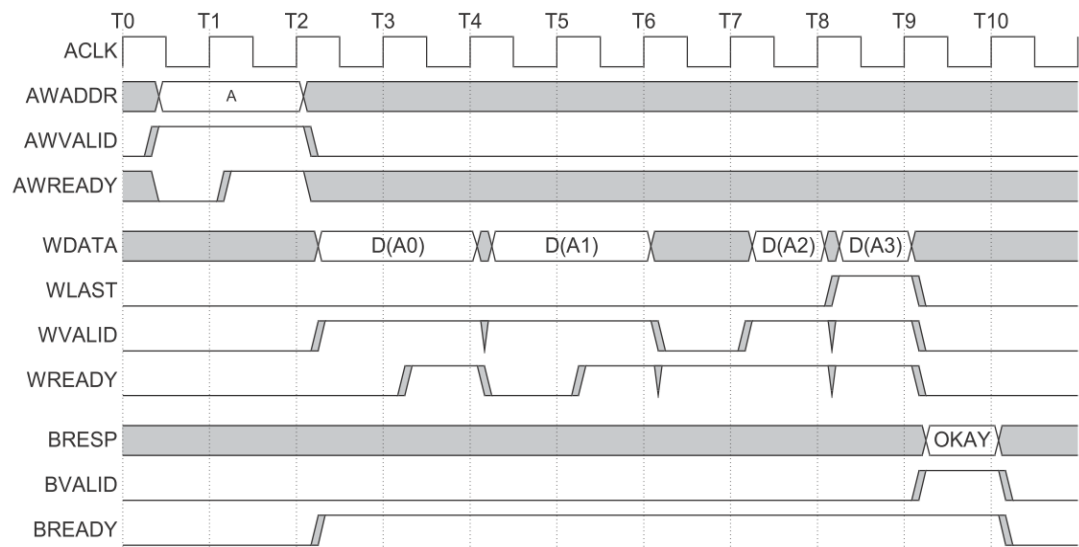 T0 T1 T2 T3 T4 T5 T6 T7 T8 T9 T10
ACLK
AWADDR A
AWVALID
AWREADY
WDATA D(A0) D(A1) D(A2) D(A3)
WLAST
WVALID
WREADY
BRESP OKAY
BVALID
BREADY